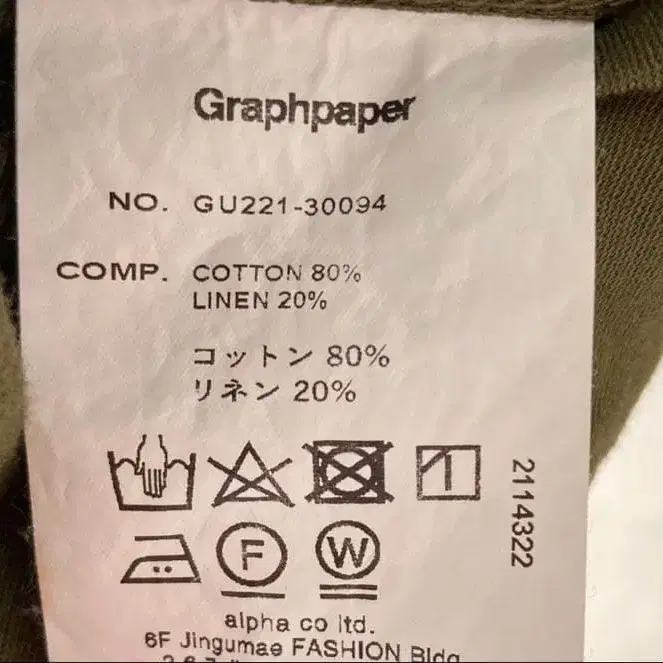 Graphpaper
NO. GU221-30094
COMP. COTTON 80%
LINEN 20%
コットン 80%
リネン 20%
2114322
F W
alpha co ltd.
6F Jingumae FASHION Bldg